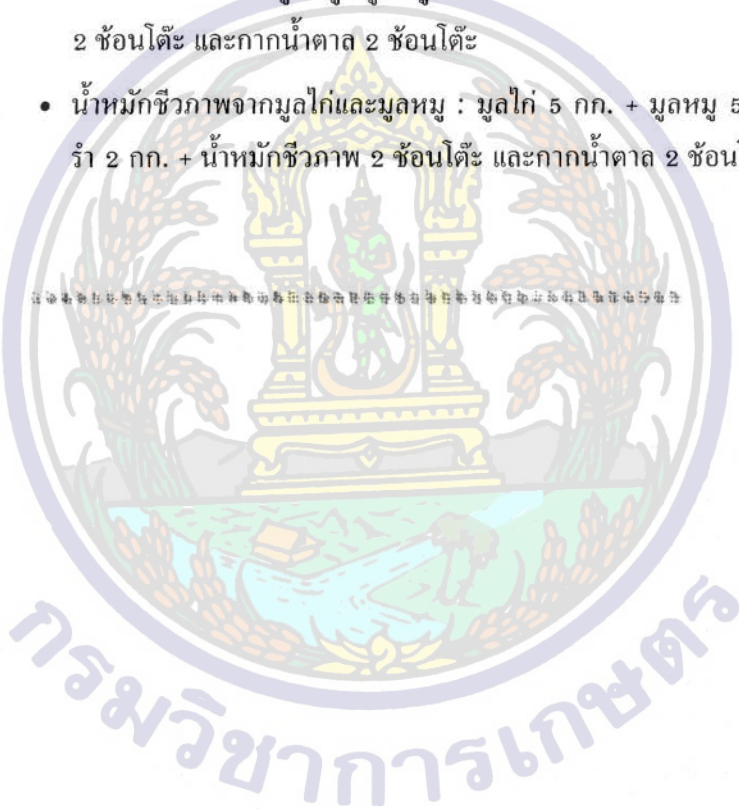 2 ช้อนโต๊ะ และกากน้ำตาล 2 ช้อนโต๊ะ
• น้ำหมักชีวภาพจากมูลไก่และมูลหมู : มูลไก่ 5 กก. + มูลหมู 5
รำ 2 กก. + น้ำหมักชีวภาพ 2 ช้อนโต๊ะ และกากน้ำตาล 2 ช้อน
กรมวิชาการเกษตร